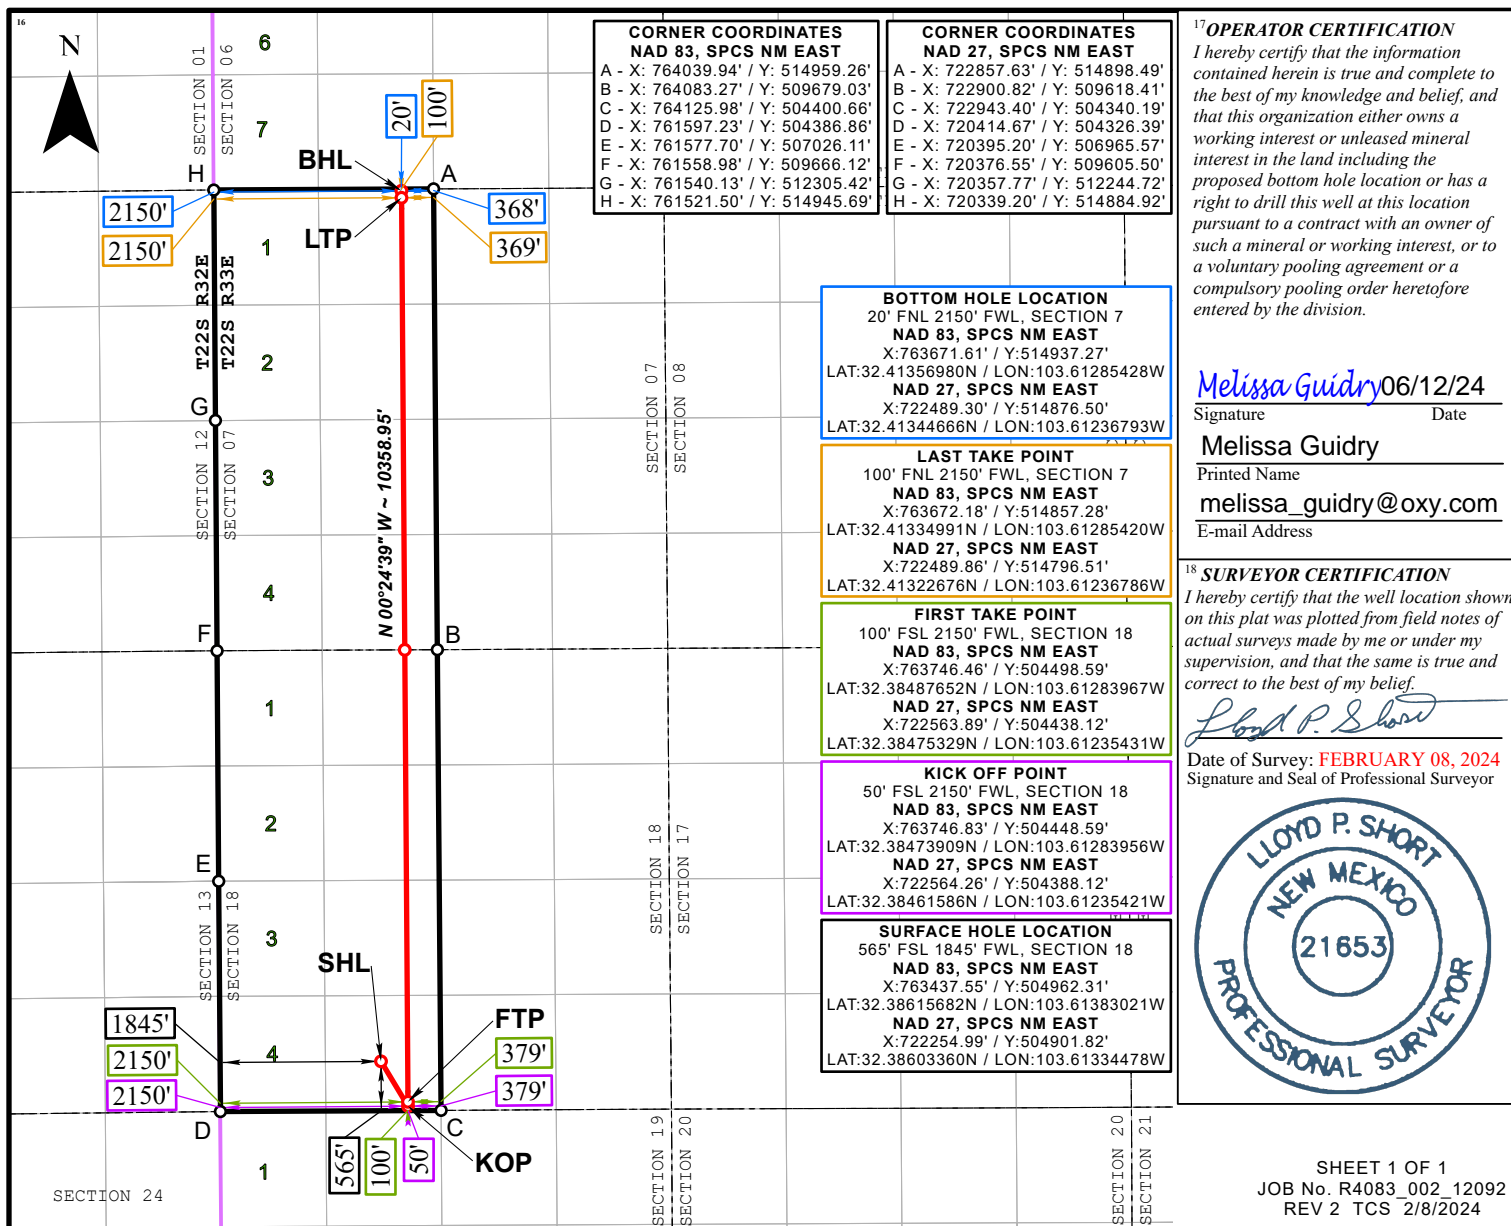 16
N
SECTION 01
SECTION 06
6
7
20'
100'
BHL
H
A
2150'
368'
2150'
LTP
369'
1
T22S R32E
T22S R33E
2
G
SECTION 12
SECTION 07
3
4
N 00°24'39" W ~ 10358.95'
SECTION 07
SECTION 08
F
B
1
2
E
SECTION 13
SECTION 18
3
SECTION 18
SECTION 17
SHL
1845'
FTP
4
2150'
379'
2150'
379'
D
C
565'
100'
50'
KOP
1
SECTION 24
SECTION 19
SECTION 20
SECTION 20
SECTION 21
CORNER COORDINATES
NAD 83, SPCS NM EAST
A - X: 764039.94' / Y: 514959.26'
B - X: 764083.27' / Y: 509679.03'
C - X: 764125.98' / Y: 504400.66'
D - X: 761597.23' / Y: 504386.86'
E - X: 761577.70' / Y: 507026.11'
F - X: 761558.98' / Y: 509666.12'
G - X: 761540.13' / Y: 512305.42'
H - X: 761521.50' / Y: 514945.69'
CORNER COORDINATES
NAD 27, SPCS NM EAST
A - X: 722857.63' / Y: 514898.49'
B - X: 722900.82' / Y: 509618.41'
C - X: 722943.40' / Y: 504340.19'
D - X: 720414.67' / Y: 504326.39'
E - X: 720395.20' / Y: 506965.57'
F - X: 720376.55' / Y: 509605.50'
G - X: 720357.77' / Y: 512244.72'
H - X: 720339.20' / Y: 514884.92'
BOTTOM HOLE LOCATION
20' FNL 2150' FWL, SECTION 7
NAD 83, SPCS NM EAST
X:763671.61' / Y:514937.27'
LAT:32.41356980N / LON:103.61285428W
NAD 27, SPCS NM EAST
X:722489.30' / Y:514876.50'
LAT:32.41344666N / LON:103.61236793W
LAST TAKE POINT
100' FNL 2150' FWL, SECTION 7
NAD 83, SPCS NM EAST
X:763672.18' / Y:514857.28'
LAT:32.41334991N / LON:103.61285420W
NAD 27, SPCS NM EAST
X:722489.86' / Y:514796.51'
LAT:32.41322676N / LON:103.61236786W
FIRST TAKE POINT
100' FSL 2150' FWL, SECTION 18
NAD 83, SPCS NM EAST
X:763746.46' / Y:504498.59'
LAT:32.38487652N / LON:103.61283967W
NAD 27, SPCS NM EAST
X:722563.89' / Y:504438.12'
LAT:32.38475329N / LON:103.61235431W
KICK OFF POINT
50' FSL 2150' FWL, SECTION 18
NAD 83, SPCS NM EAST
X:763746.83' / Y:504448.59'
LAT:32.38473909N / LON:103.61283956W
NAD 27, SPCS NM EAST
X:722564.26' / Y:504388.12'
LAT:32.38461586N / LON:103.61235421W
SURFACE HOLE LOCATION
565' FSL 1845' FWL, SECTION 18
NAD 83, SPCS NM EAST
X:763437.55' / Y:504962.31'
LAT:32.38615682N / LON:103.61383021W
NAD 27, SPCS NM EAST
X:722254.99' / Y:504901.82'
LAT:32.38603360N / LON:103.61334478W
17 OPERATOR CERTIFICATION
I hereby certify that the information
contained herein is true and complete to
the best of my knowledge and belief, and
that this organization either owns a
working interest or unleased mineral
interest in the land including the
proposed bottom hole location or has a
right to drill this well at this location
pursuant to a contract with an owner of
such a mineral or working interest, or to
a voluntary pooling agreement or a
compulsory pooling order heretofore
entered by the division.
Melissa Guidry 06/12/24
Signature Date
Melissa Guidry
Printed Name
melissa_guidry@oxy.com
E-mail Address
18 SURVEYOR CERTIFICATION
I hereby certify that the well location shown
on this plat was plotted from field notes of
actual surveys made by me or under my
supervision, and that the same is true and
correct to the best of my belief.
Lloyd P. Short
Date of Survey: FEBRUARY 08, 2024
Signature and Seal of Professional Surveyor
LLOYD P. SHORT
NEW MEXICO
21653
PROFESSIONAL SURVEYOR
SHEET 1 OF 1
JOB No. R4083_002_12092
REV 2 TCS 2/8/2024